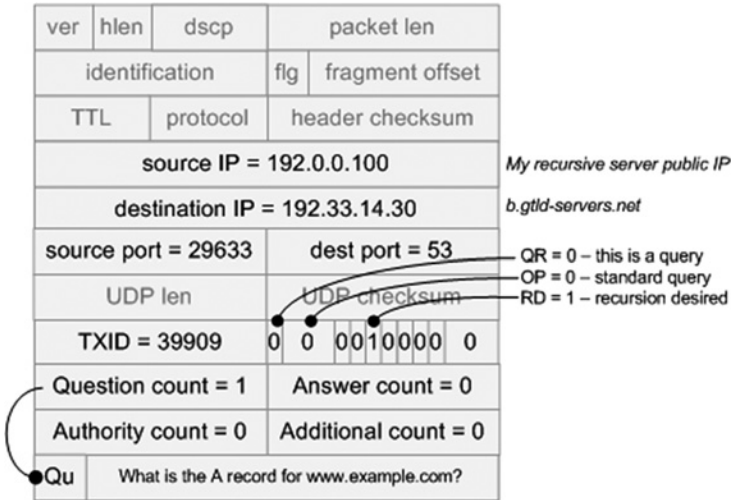 ver hlen dscp packet len
identification flg fragment offset
TTL protocol header checksum
source IP = 192.0.0.100 My recursive server public IP
destination IP = 192.33.14.30 b.gtld-servers.net
source port = 29633 dest port = 53
QR = 0 – this is a query
OP = 0 – standard query
UDP len UDP checksum
RD = 1 – recursion desired
TXID = 39909 0 0 0 0 1 0 0 0 0 0
Question count = 1 Answer count = 0
Authority count = 0 Additional count = 0
Qu What is the A record for www.example.com?